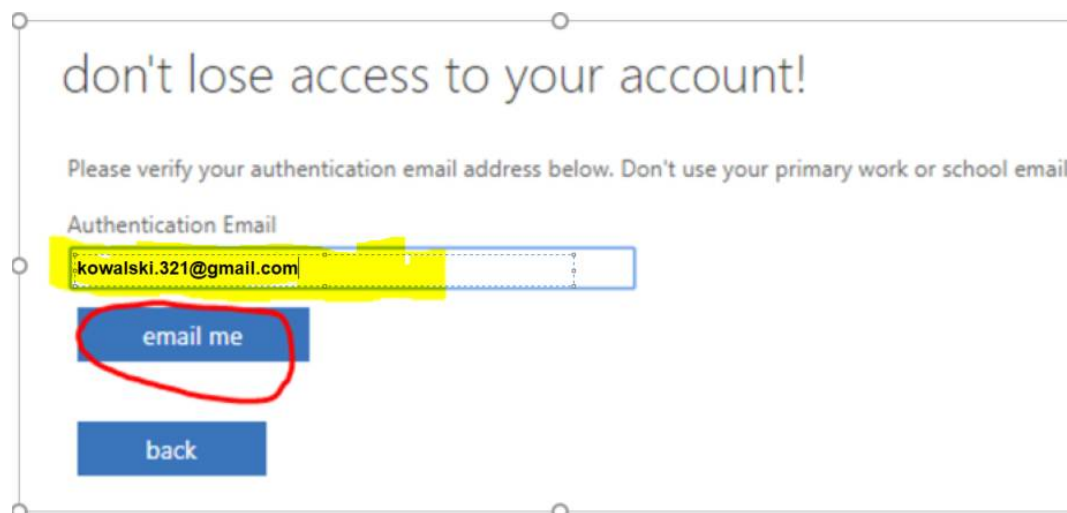 don't lose access to your account!
Please verify your authentication email address below. Don't use your primary work or school email
Authentication Email
kowalski.321@gmail.com
email me
back